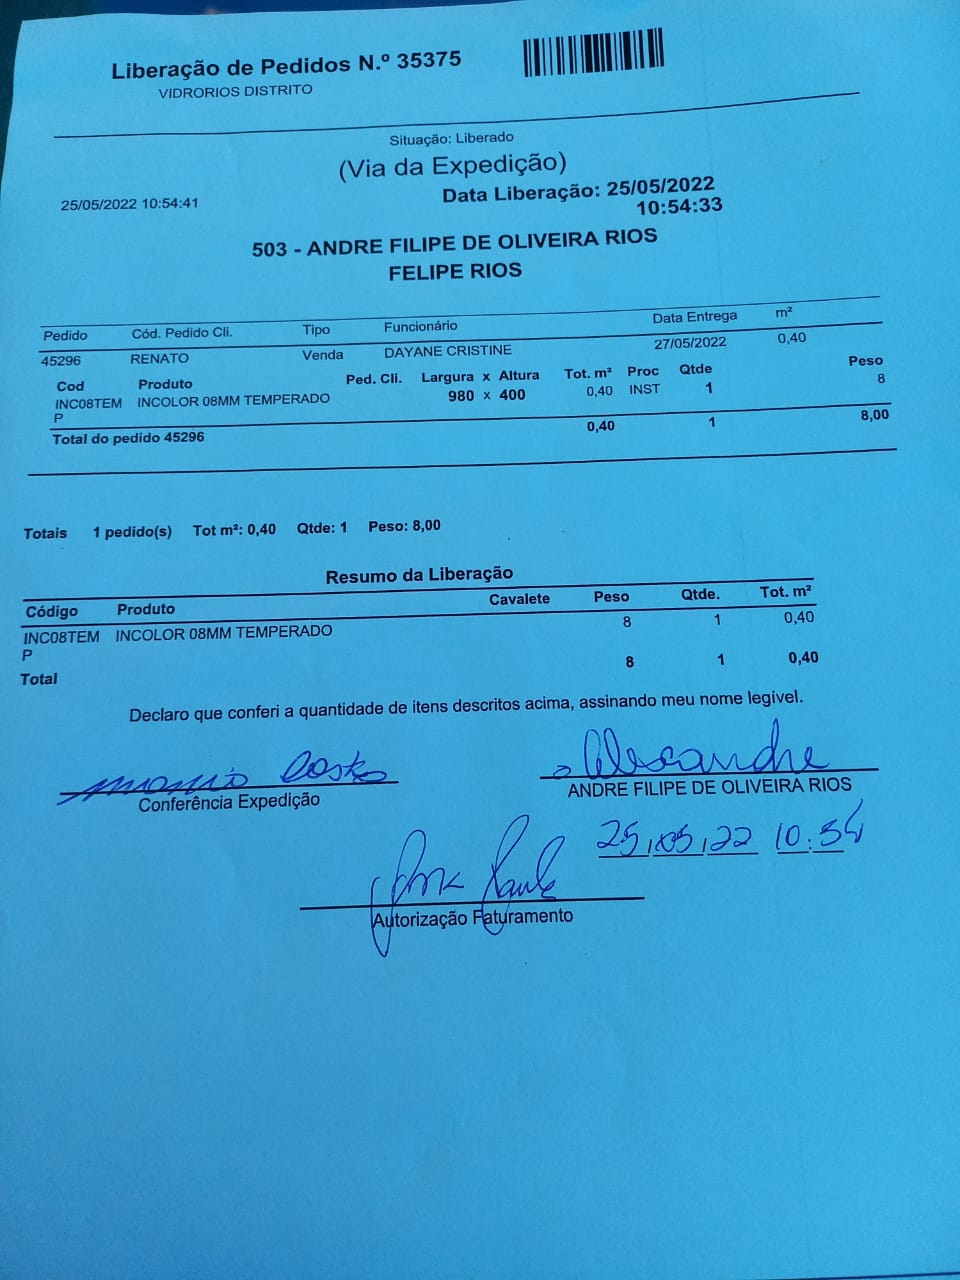 Liberação de Pedidos N.º 35375
VIDRORIOS DISTRITO
Situação: Liberado
(Via da Expedição)
25/05/2022 10:54:41
Data Liberação: 25/05/2022
10:54:33
503 - ANDRE FILIPE DE OLIVEIRA RIOS
FELIPE RIOS
Pedido Cód. Pedido Cli. Tipo Funcionário Data Entrega m²
45296 RENATO Venda DAYANE CRISTINE 27/05/2022 0,40
Cod Produto Ped. Cli. Largura x Altura Tot. m² Proc Qtde Peso
INC08TEM INCOLOR 08MM TEMPERADO 980 x 400 0,40 INST 1 8
P
Total do pedido 45296 0,40 1 8,00
Totais 1 pedido(s) Tot m²: 0,40 Qtde: 1 Peso: 8,00
Resumo da Liberação
Código Produto Cavalete Peso Qtde. Tot. m²
INC08TEM INCOLOR 08MM TEMPERADO 8 1 0,40
P
Total 8 1 0,40
Declaro que conferi a quantidade de itens descritos acima, assinando meu nome legível.
Costa Alessandre
Conferência Expedição ANDRE FILIPE DE OLIVEIRA RIOS
25/05/22 10:54
Paula
Autorização Faturamento